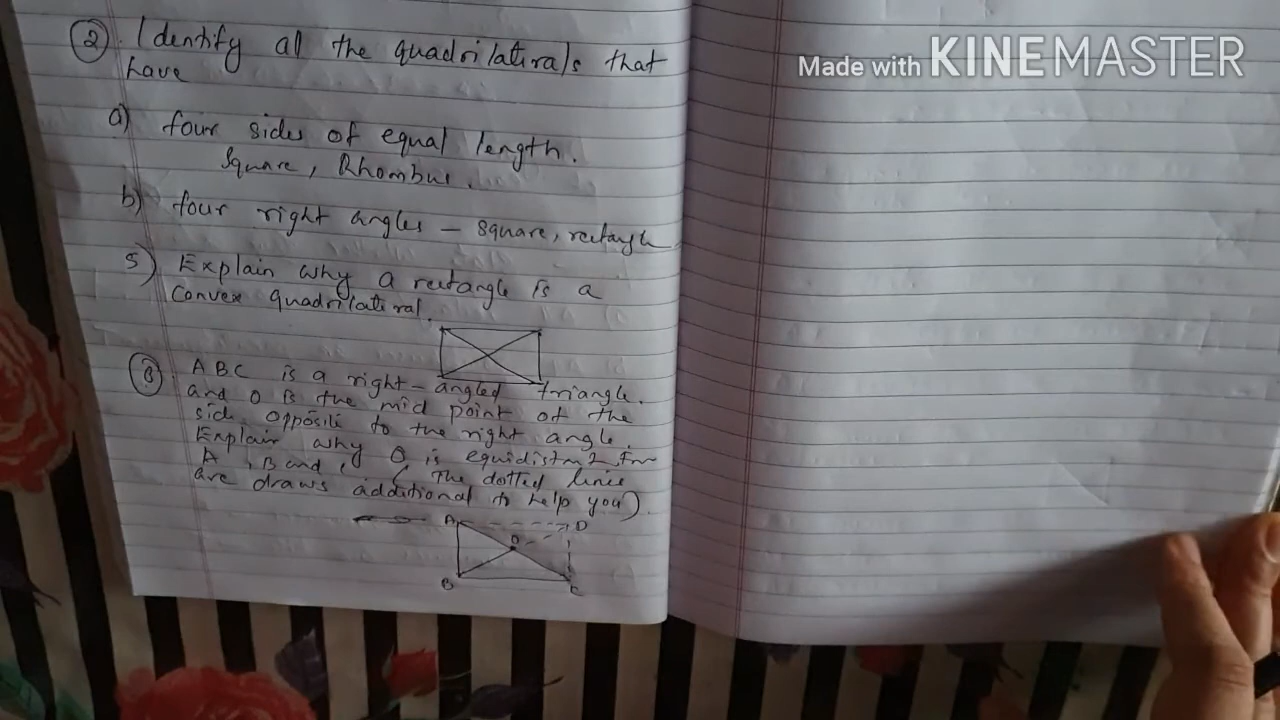 2 Identify all the quadrilaterals that
have
a) four sides of equal length.
Square, Rhombus.
b) four right angles - square, rectangle
5) Explain why a rectangle is a
convex quadrilateral.
8 ABC is a right-angled triangle.
and O is the mid point of the
side opposite to the right angle.
Explain why O is equidistant from
A, B and C (The dotted lines
are draws additional to help you)
A D
O
B C
Made with KINEMASTER